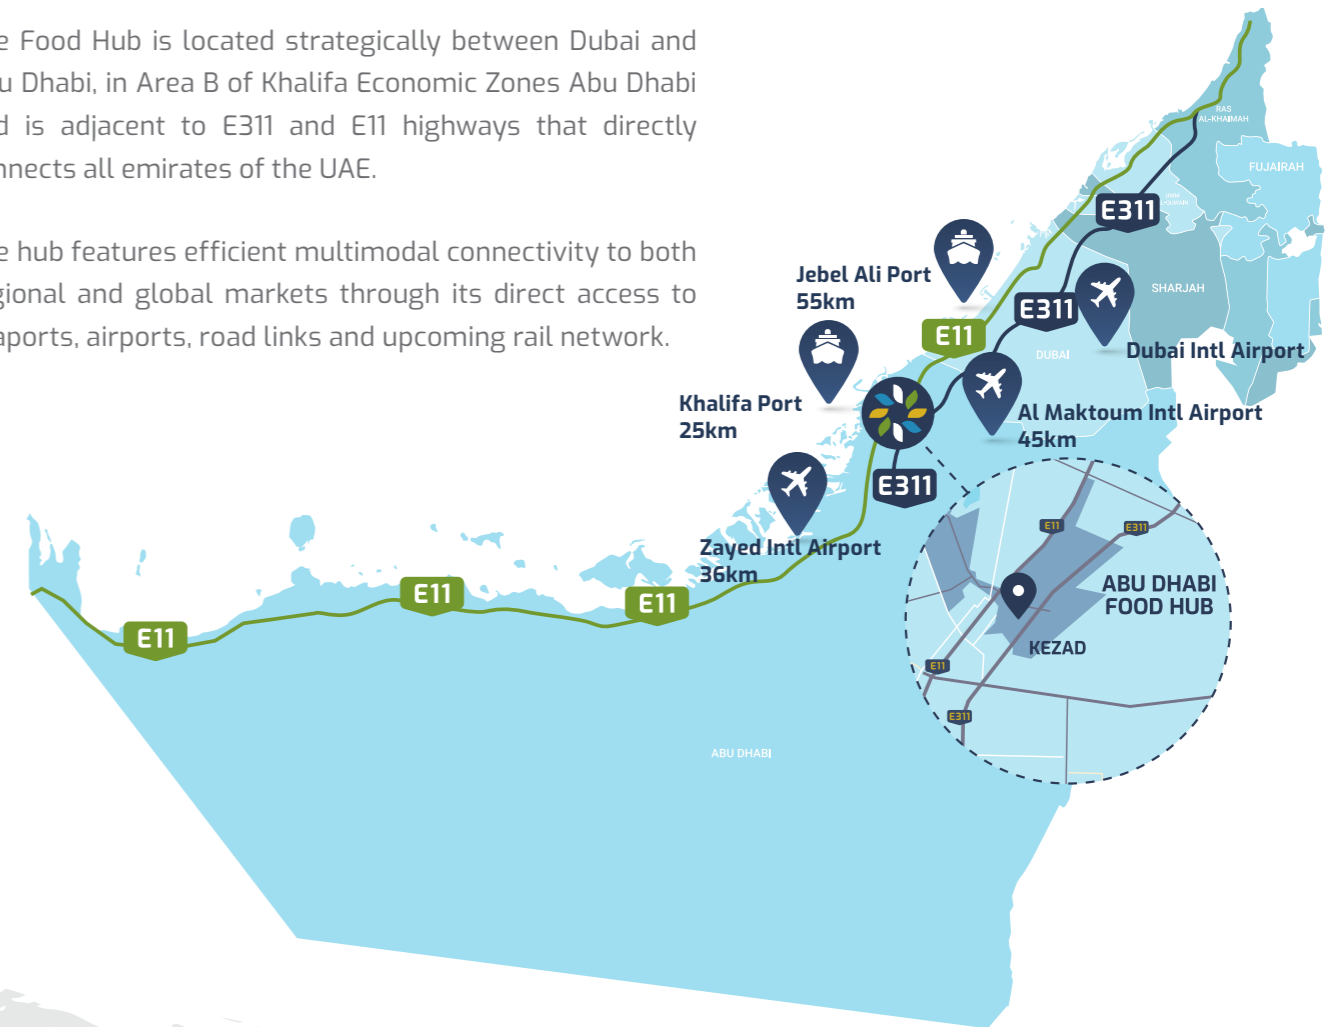 e Food Hub is located strategically between Dubai and
u Dhabi, in Area B of Khalifa Economic Zones Abu Dhabi
d is adjacent to E311 and E11 highways that directly
nnects all emirates of the UAE.
e hub features efficient multimodal connectivity to both
gional and global markets through its direct access to
aports, airports, road links and upcoming rail network.
RAS
AL-KHAIMAH
FUJAIRAH
UMM
E311
SHARJAH
Jebel Ali Port
55km
E311
E11
DUBAI
Dubai Intl Airport
Khalifa Port
25km
Al Maktoum Intl Airport
45km
E311
Zayed Intl Airport
36km
E11
E11
E11
E11
E311
ABU DHABI
FOOD HUB
KEZAD
E11
E311
ABU DHABI